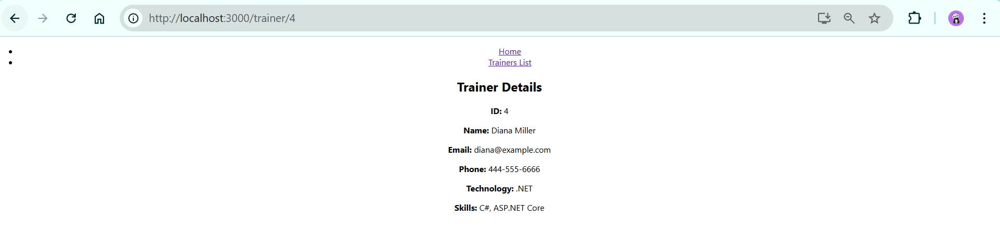 http://localhost:3000/trainer/4
Home
Trainers List
Trainer Details
ID: 4
Name: Diana Miller
Email: diana@example.com
Phone: 444-555-6666
Technology: .NET
Skills: C#, ASP.NET Core